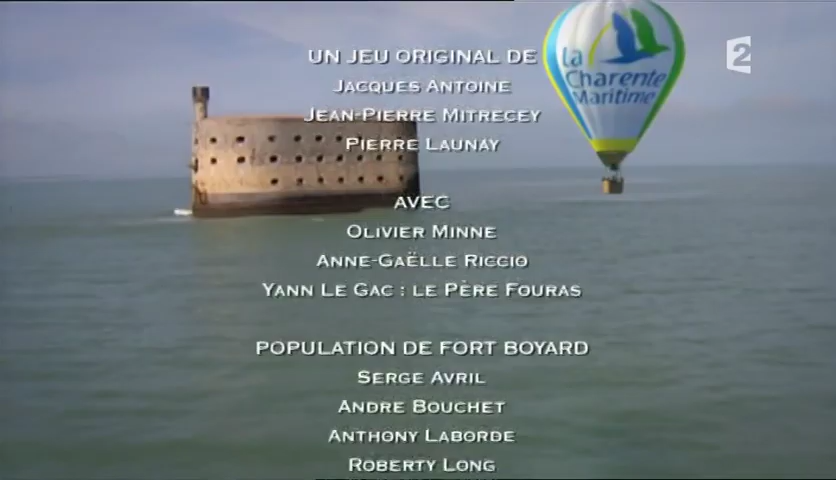 UN JEU ORIGINAL DE
JACQUES ANTOINE
JEAN-PIERRE MITRECEY
PIERRE LAUNAY
La
Charente
Maritime
2
AVEC
OLIVIER MINNE
ANNE-GAËLLE RICCIO
YANN LE GAC : LE PÈRE FOURAS
POPULATION DE FORT BOYARD
SERGE AVRIL
ANDRE BOUCHET
ANTHONY LABORDE
ROBERTY LONG